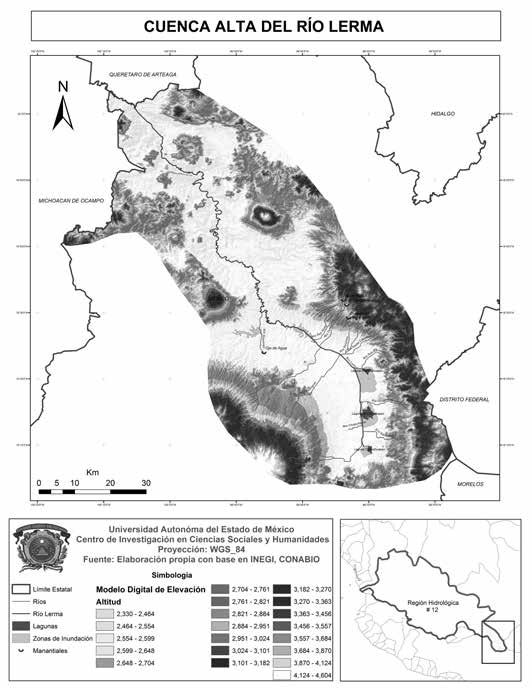 CUENCA ALTA DEL RÍO LERMA
QUERETARO DE ARTEAGA
N
HIDALGO
MICHOACAN DE OCAMPO
Ojo de Agua
DISTRITO FEDERAL
MORELOS
Km
0 5 10 20 30
Universidad Autonóma del Estado de México
Centro de Investigación en Ciencias Sociales y Humanidades
Proyección: WGS_84
Fuente: Elaboración propia con base en INEGI, CONABIO
Simbología
Límite Estatal
Ríos
Río Lerma
Lagunas
Zonas de Inundación
Manantiales
Modelo Digital de Elevación
Altitud
2,330 - 2,464
2,464 - 2,554
2,554 - 2,599
2,599 - 2,648
2,648 - 2,704
2,704 - 2,761
2,761 - 2,821
2,821 - 2,884
2,884 - 2,951
2,951 - 3,024
3,024 - 3,101
3,101 - 3,182
3,182 - 3,270
3,270 - 3,363
3,363 - 3,456
3,456 - 3,557
3,557 - 3,684
3,684 - 3,870
3,870 - 4,124
4,124 - 4,604
Región Hidrológica
# 12